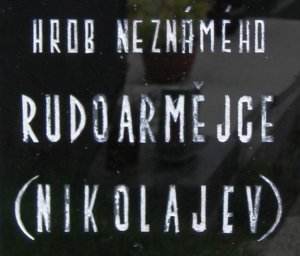 HROB NEZNÁMÉHO
RUDOARMĚJCE
(NIKOLAJEV)